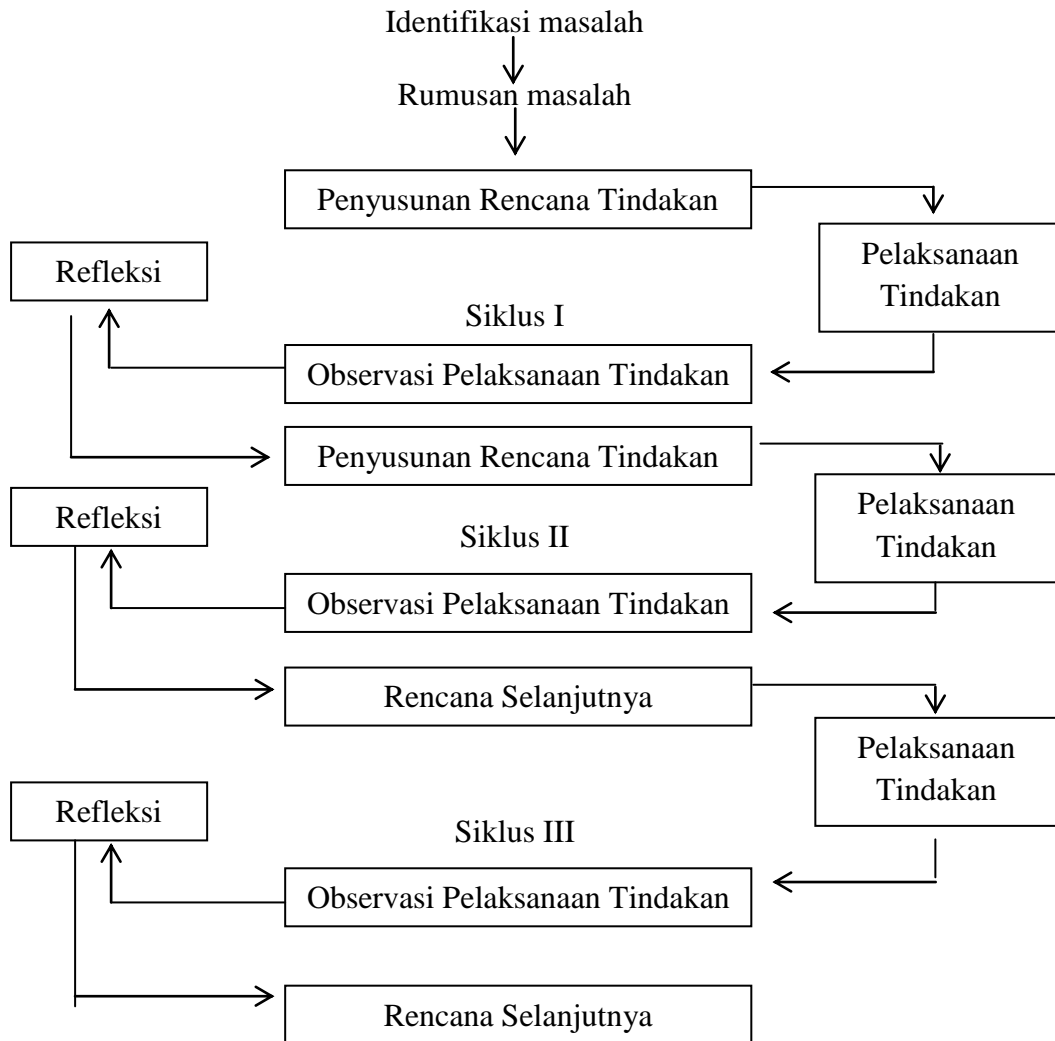 Identifikasi masalah
Rumusan masalah
Penyusunan Rencana Tindakan
Pelaksanaan
Tindakan
Refleksi
Siklus I
Observasi Pelaksanaan Tindakan
Penyusunan Rencana Tindakan
Pelaksanaan
Tindakan
Refleksi
Siklus II
Observasi Pelaksanaan Tindakan
Rencana Selanjutnya
Pelaksanaan
Tindakan
Refleksi
Siklus III
Observasi Pelaksanaan Tindakan
Rencana Selanjutnya